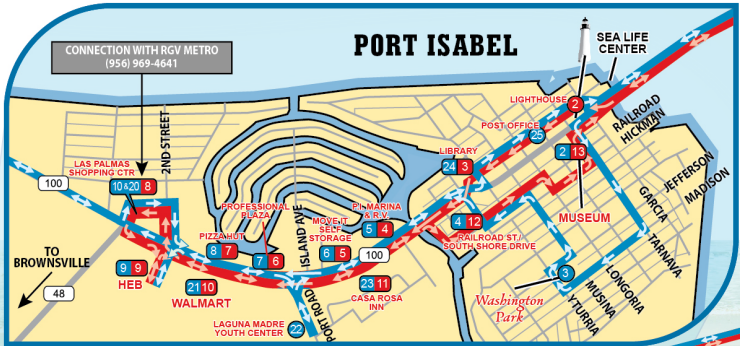 PORT ISABEL
CONNECTION WITH RGV METRO
(956) 969-4641
SEA LIFE
CENTER
LIGHTHOUSE
2
POST OFFICE
25
RAILROAD
HICKMAN
2ND STREET
LAS PALMAS
SHOPPING CTR
10&20 8
100
LIBRARY
24 3
2 13
JEFFERSON
MADISON
GARCIA
MUSEUM
TARNAVA
PROFESSIONAL
PLAZA
7 6
PIZZA HUT
8 7
ISLAND AVE
MOVE IT
SELF
STORAGE
6 5
P.I. MARINA
& R.V.
5 4
4 12
RAILROAD ST./
SOUTH SHORE DRIVE
100
TO
BROWNSVILLE
48
9 9
HEB
21 10
WALMART
23 11
CASA ROSA
INN
PORT ROAD
LAGUNA MADRE
YOUTH CENTER
22
Washington
Park
3
LONGORIA
MUSINA
YTURRIA